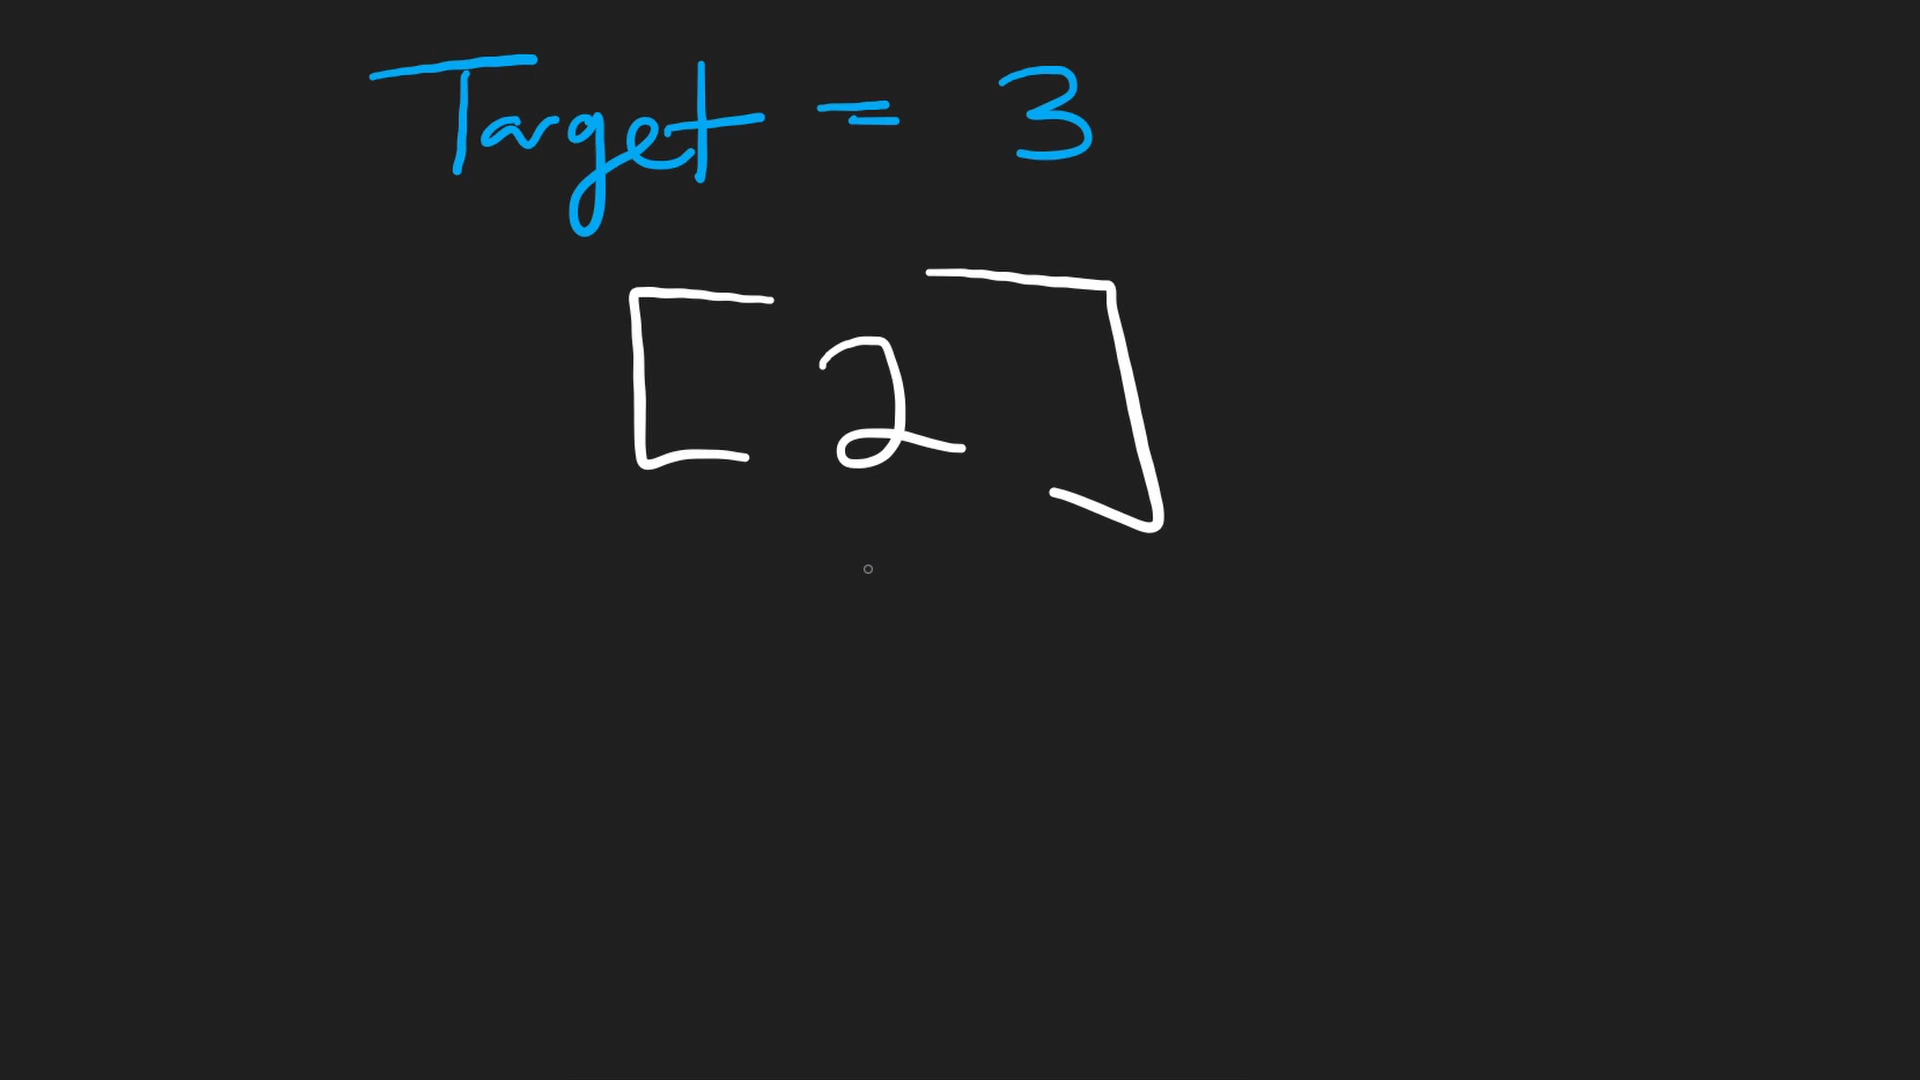 Target = 3
[ 2 ]